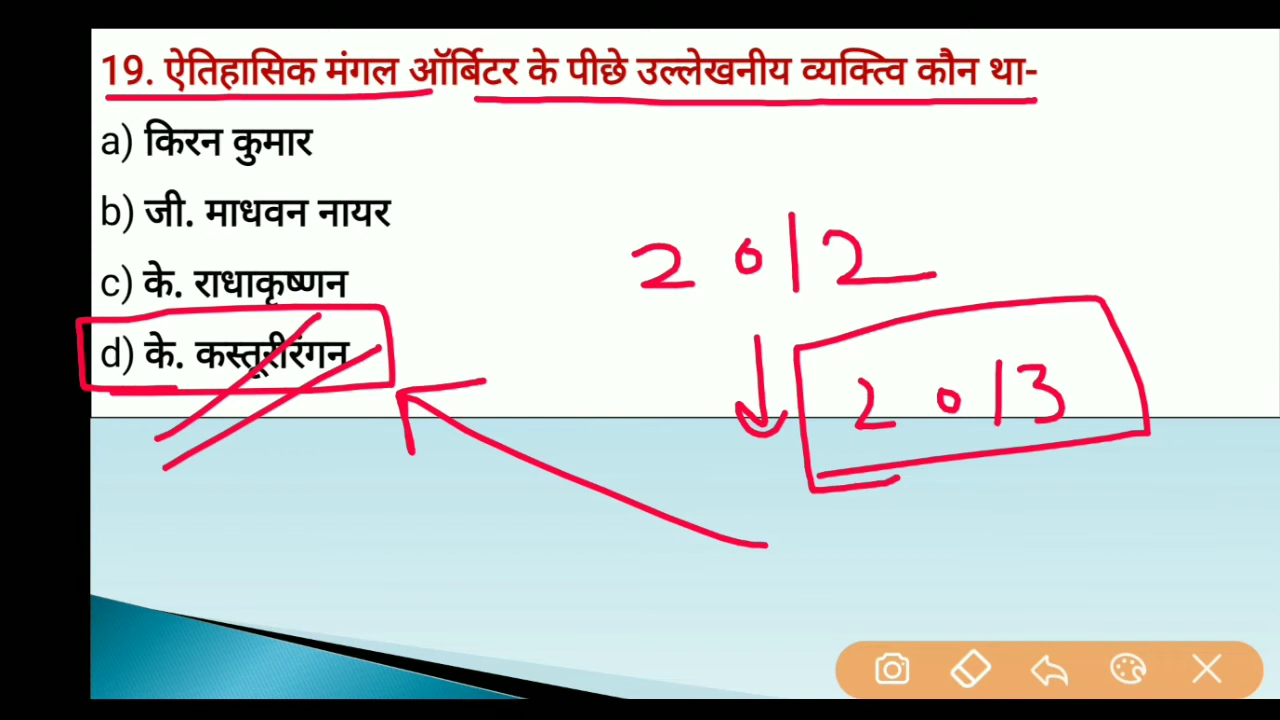 19. ऐतिहासिक मंगल ऑर्बिटर के पीछे उल्लेखनीय व्यक्त्वि कौन था-
a) किरन कुमार
b) जी. माधवन नायर
2012
c) के. राधाकृष्णन
d) के. कस्तूरीरंगन
2013